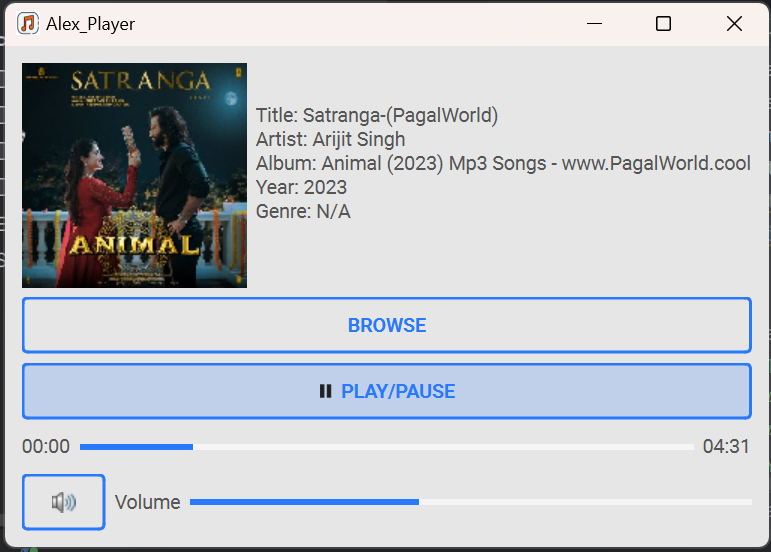 Alex_Player
SATRANGA
ANIMAL
Title: Satranga-(PagalWorld)
Artist: Arijit Singh
Album: Animal (2023) Mp3 Songs - www.PagalWorld.cool
Year: 2023
Genre: N/A
BROWSE
PLAY/PAUSE
00:00 04:31
Volume